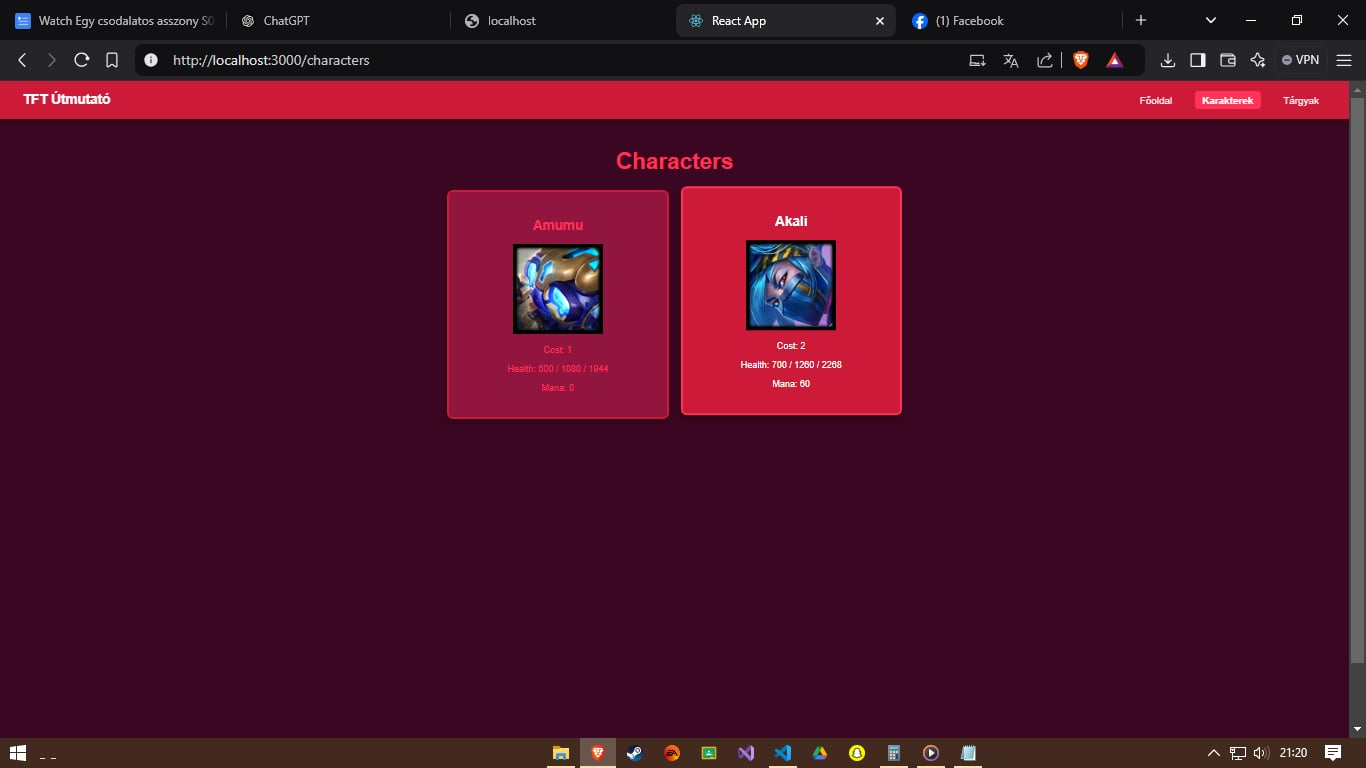 Watch Egy csodalatos asszony S0
ChatGPT
localhost
React App
(1) Facebook
http://localhost:3000/characters
VPN
TFT Útmutató
Főoldal
Karakterek
Tárgyak
Characters
Amumu
Cost: 1
Health: 600 / 1080 / 1944
Mana: 0
Akali
Cost: 2
Health: 700 / 1260 / 2268
Mana: 60
_ _
21:20